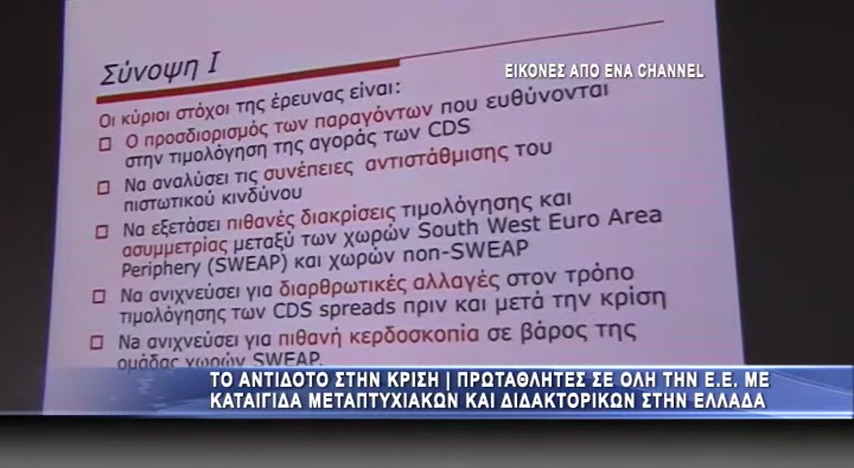 Σύνοψη I
ΕΙΚΟΝΕΣ ΑΠΟ ΕΝΑ CHANNEL
Οι κύριοι στόχοι της έρευνας είναι:
Ο προσδιορισμός των παραγόντων που ευθύνονται
στην τιμολόγηση της αγοράς των CDS
Να αναλύσει τις συνέπειες αντιστάθμισης του
πιστωτικού κινδύνου
Να εξετάσει πιθανές διακρίσεις τιμολόγησης και
ασυμμετρίας μεταξύ των χωρών South West Euro Area
Periphery (SWEAP) και χωρών non-SWEAP
Να ανιχνεύσει για διαρθρωτικές αλλαγές στον τρόπο
τιμολόγησης των CDS spreads πριν και μετά την κρίση
Να ανιχνεύσει για πιθανή κερδοσκοπία σε βάρος της
ομάδας χωρών SWEAP.
ΤΟ ΑΝΤΙΔΟΤΟ ΣΤΗΝ ΚΡΙΣΗ | ΠΡΩΤΑΘΛΗΤΕΣ ΣΕ ΟΛΗ ΤΗΝ Ε.Ε. ΜΕ
ΚΑΤΑΙΓΙΔΑ ΜΕΤΑΠΤΥΧΙΑΚΩΝ ΚΑΙ ΔΙΔΑΚΤΟΡΙΚΩΝ ΣΤΗΝ ΕΛΛΑΔΑ